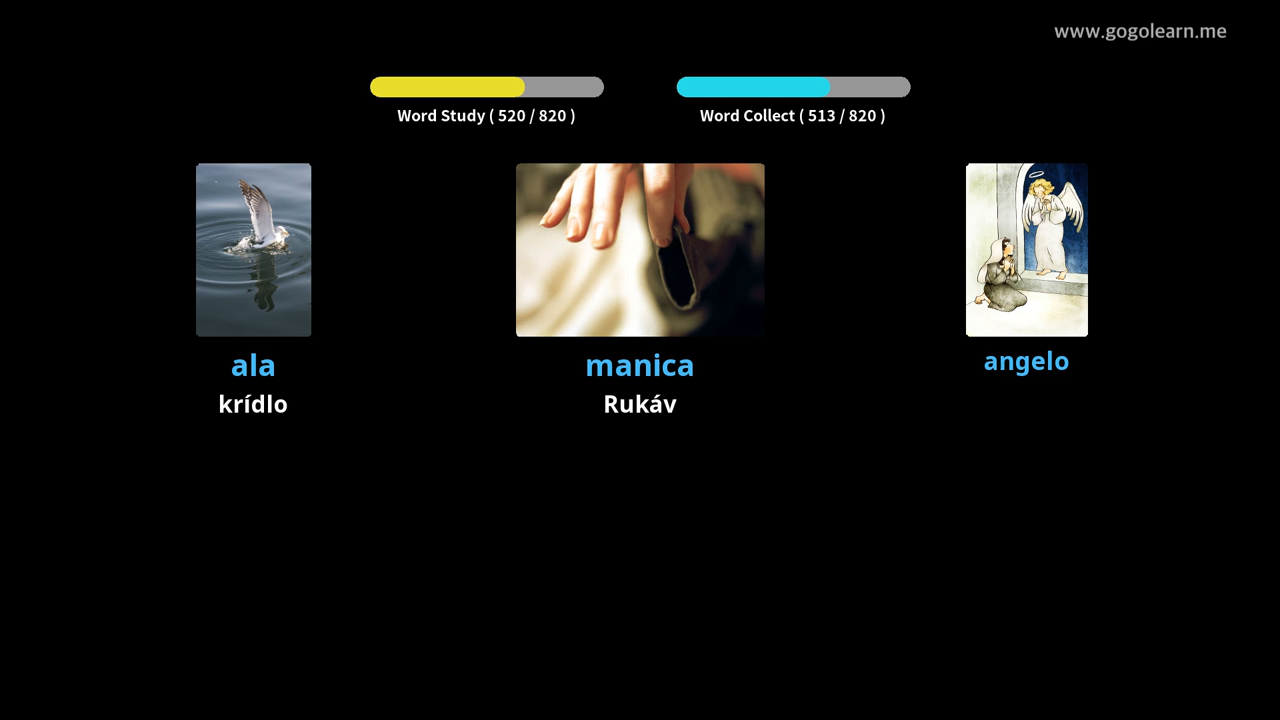 www.gogolearn.me
Word Study ( 520 / 820 )
Word Collect ( 513 / 820 )
ala
krídlo
manica
Rukáv
angelo